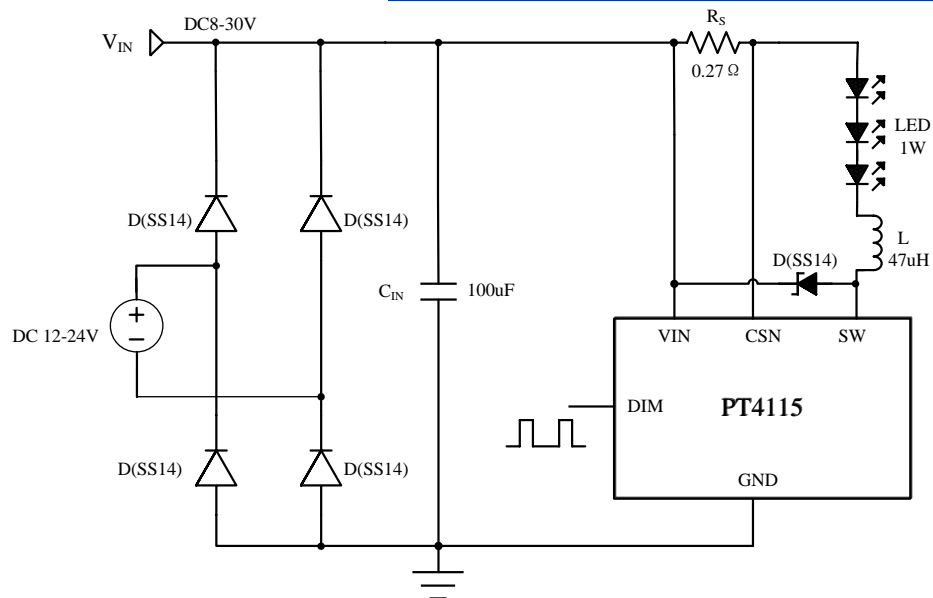 DC8-30V
V_IN
R_S
0.27 Ω
LED
1W
D(SS14)
D(SS14)
L
47uH
D(SS14)
C_IN
100uF
DC 12-24V
VIN
CSN
SW
DIM
PT4115
D(SS14)
D(SS14)
GND